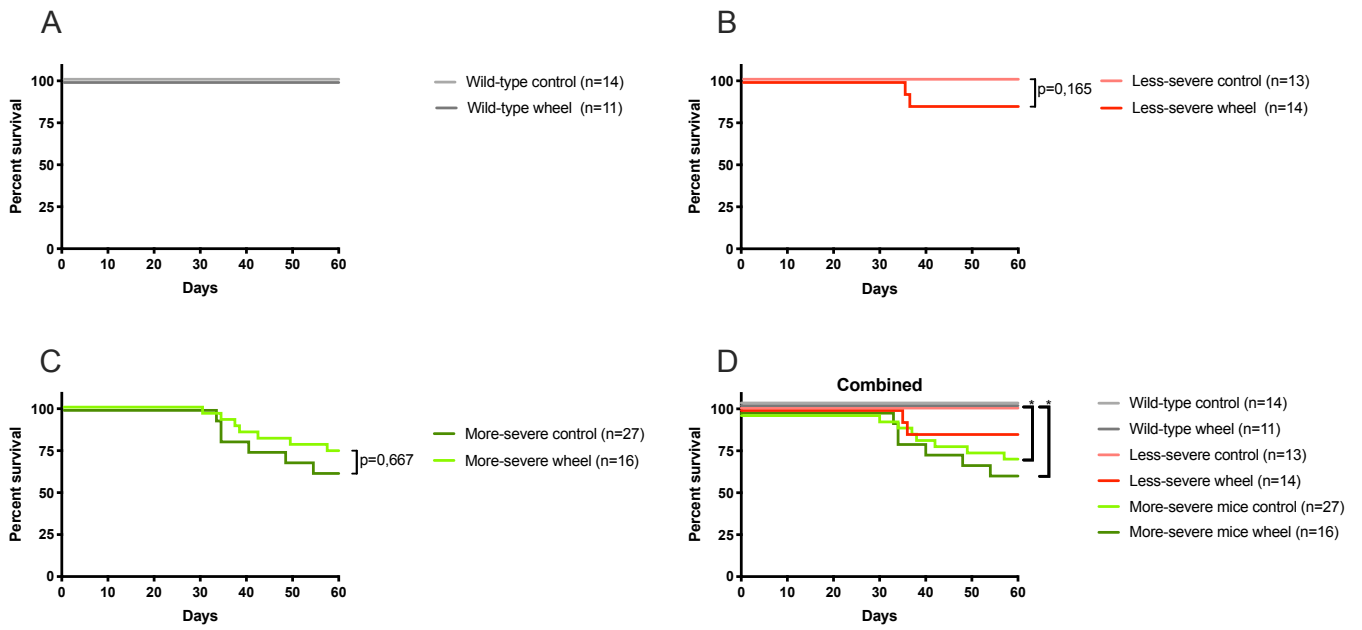 A
100
75
50
25
0
Percent survival
0 10 20 30 40 50 60
Days
Wild-type control (n=14)
Wild-type wheel (n=11)
B
100
75
50
25
0
Percent survival
0 10 20 30 40 50 60
Days
p=0,165
Less-severe control (n=13)
Less-severe wheel (n=14)
C
100
75
50
25
0
Percent survival
0 10 20 30 40 50 60
Days
p=0,667
More-severe control (n=27)
More-severe wheel (n=16)
D
Combined
100
75
50
25
0
Percent survival
0 10 20 30 40 50 60
Days
* *
Wild-type control (n=14)
Wild-type wheel (n=11)
Less-severe control (n=13)
Less-severe wheel (n=14)
More-severe mice control (n=27)
More-severe mice wheel (n=16)